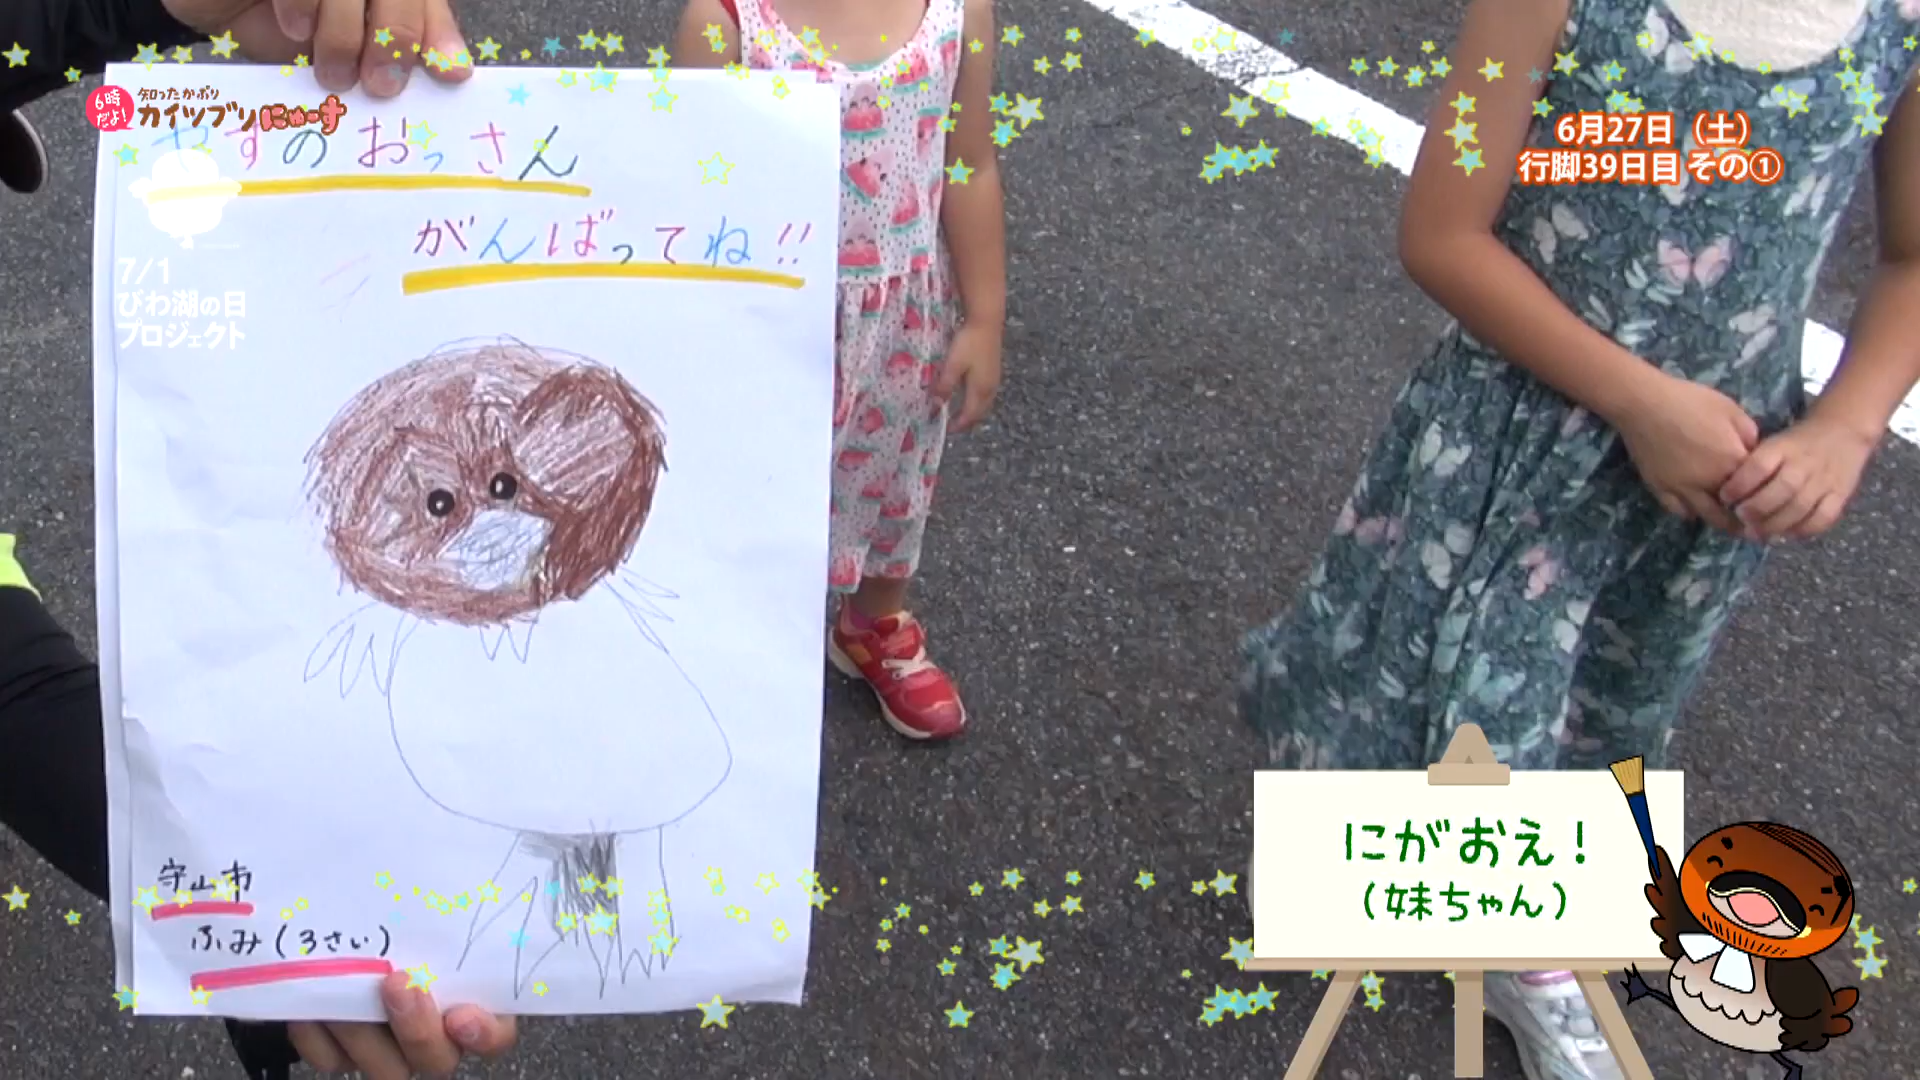 6時だよ!
知ったかぶり
カイツブリにゅーす
やすのおっさん
がんばってね!!
7/1
びわ湖の日
プロジェクト
6月27日(土)
行脚39日目 その①
守山市
ふみ(3さい)
にがおえ!
(妹ちゃん)